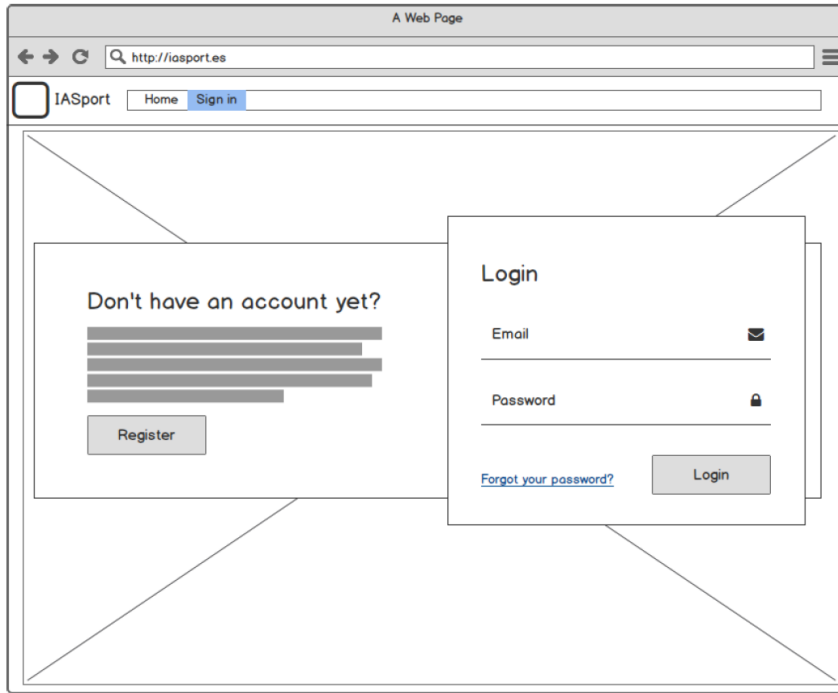 A Web Page
http://iasport.es
IASport Home Sign in
Don't have an account yet?
Register
Login
Email
Password
Forgot your password? Login